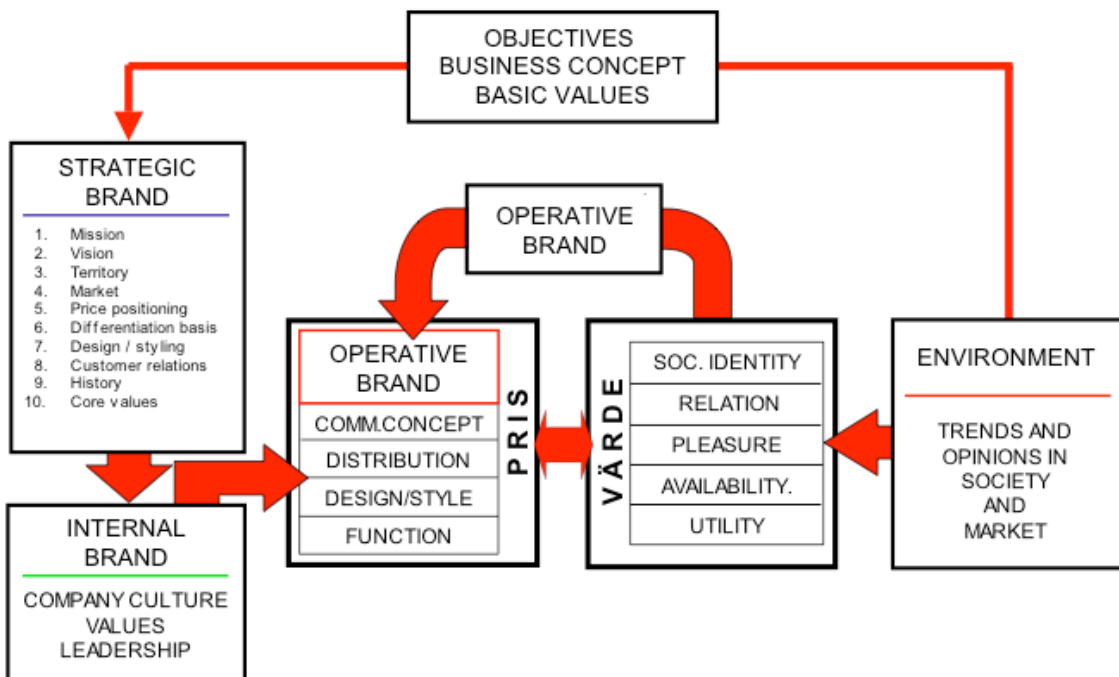 OBJECTIVES
BUSINESS CONCEPT
BASIC VALUES
STRATEGIC
BRAND
1. Mission
2. Vision
3. Territory
4. Market
5. Price positioning
6. Differentiation basis
7. Design / styling
8. Customer relations
9. History
10. Core values
OPERATIVE
BRAND
OPERATIVE
BRAND
COMM.CONCEPT
DISTRIBUTION
DESIGN/STYLE
FUNCTION
PRIS
VÄRDE
SOC. IDENTITY
RELATION
PLEASURE
AVAILABILITY.
UTILITY
ENVIRONMENT
TRENDS AND
OPINIONS IN
SOCIETY
AND
MARKET
INTERNAL
BRAND
COMPANY CULTURE
VALUES
LEADERSHIP